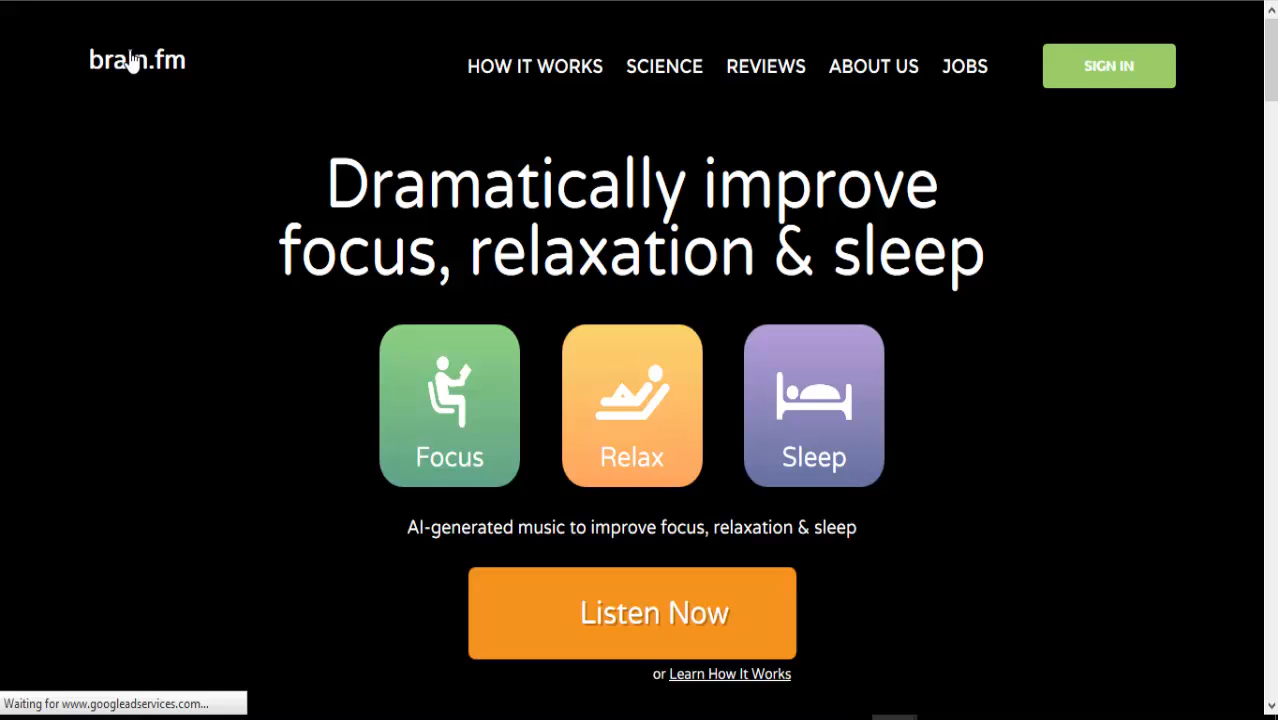 brain.fm
HOW IT WORKS SCIENCE REVIEWS ABOUT US JOBS
SIGN IN
Dramatically improve
focus, relaxation & sleep
Focus Relax Sleep
AI-generated music to improve focus, relaxation & sleep
Listen Now
or Learn How It Works
Waiting for www.googleadservices.com...